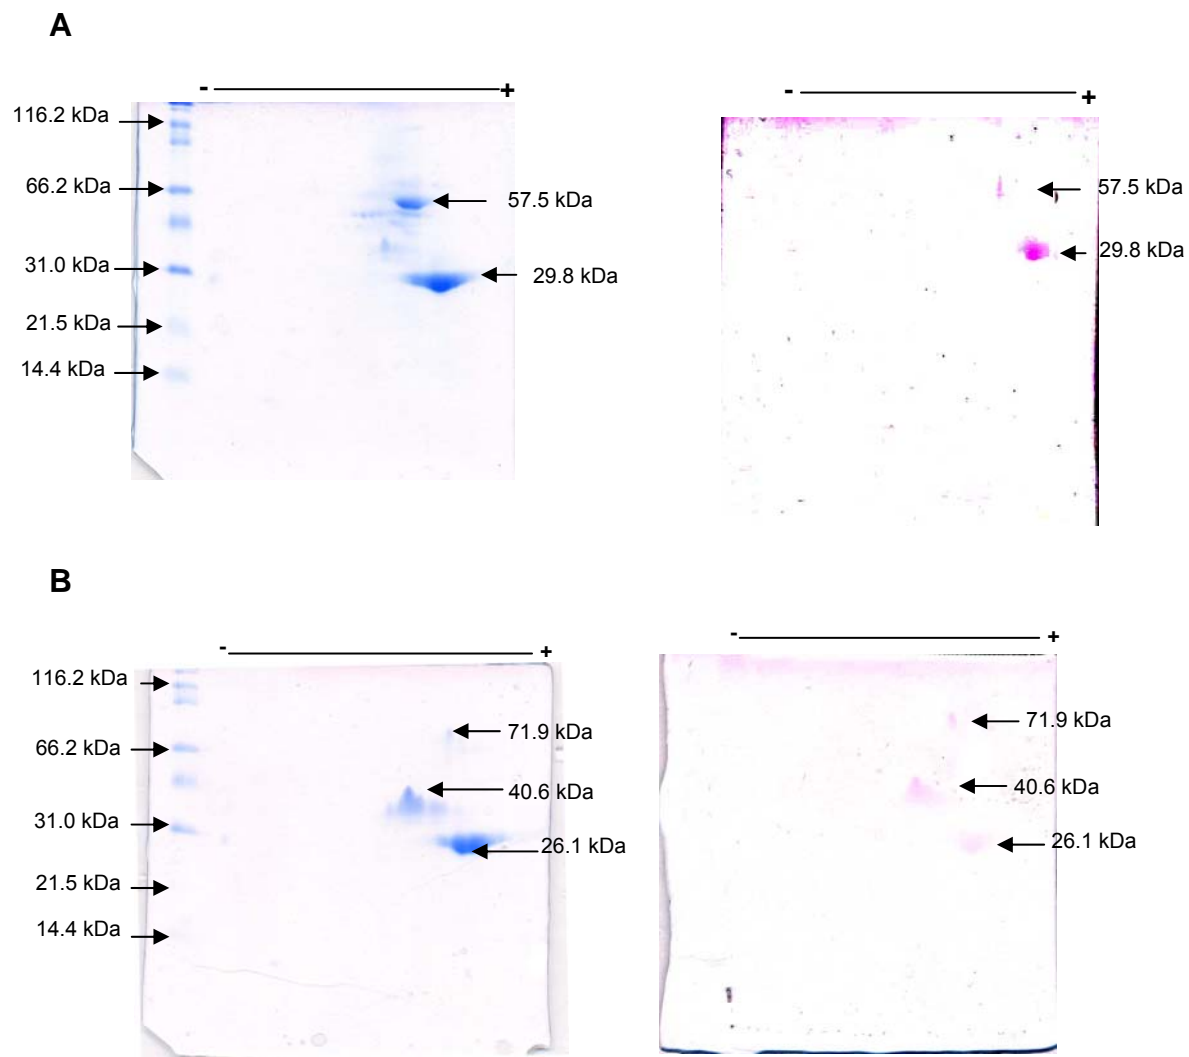 A
- +
- +
116.2 kDa
66.2 kDa
57.5 kDa
57.5 kDa
31.0 kDa
29.8 kDa
29.8 kDa
21.5 kDa
14.4 kDa
B
- +
- +
116.2 kDa
71.9 kDa
71.9 kDa
66.2 kDa
40.6 kDa
40.6 kDa
31.0 kDa
26.1 kDa
26.1 kDa
21.5 kDa
14.4 kDa